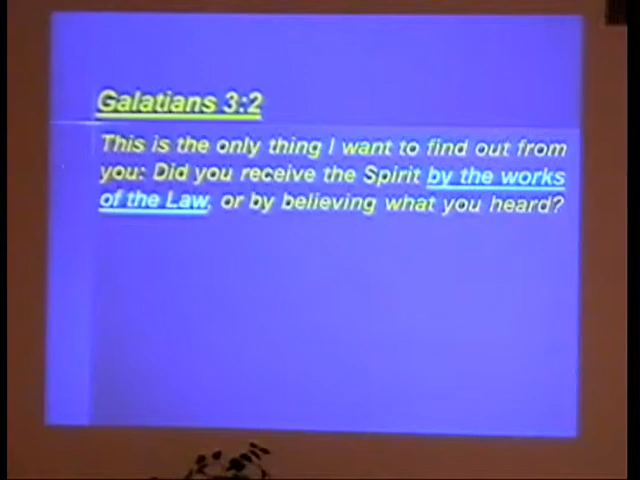 Galatians 3:2
This is the only thing I want to find out from
you: Did you receive the Spirit by the works
of the Law, or by believing what you heard?